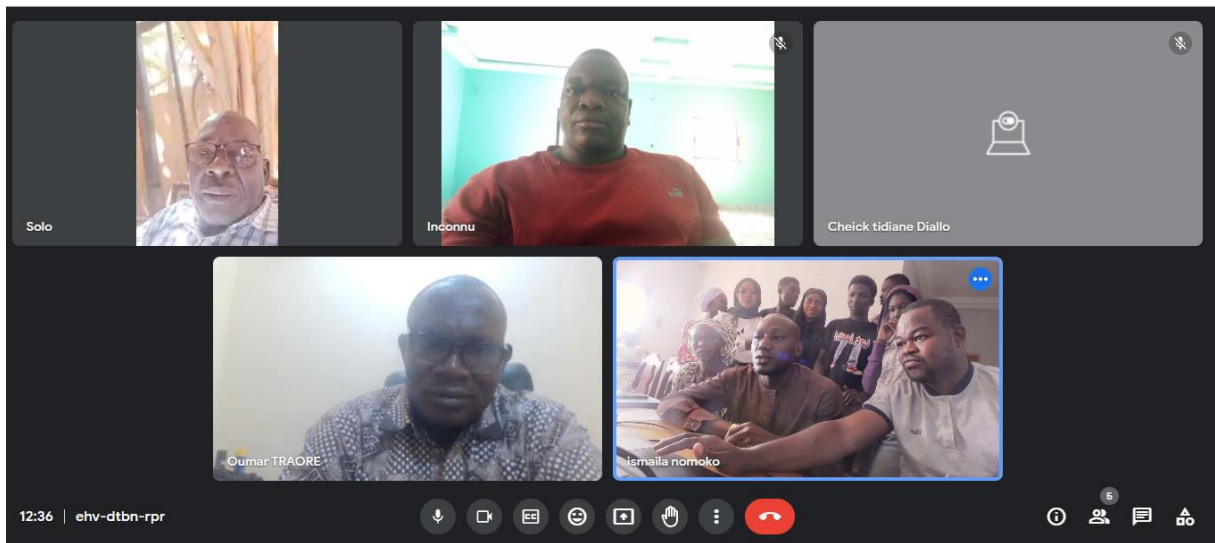 Solo
Inconnu
Cheick tidiane Diallo
Oumar TRAORE
ismaila nomoko
12:36 | ehv-dtbn-rpr
5